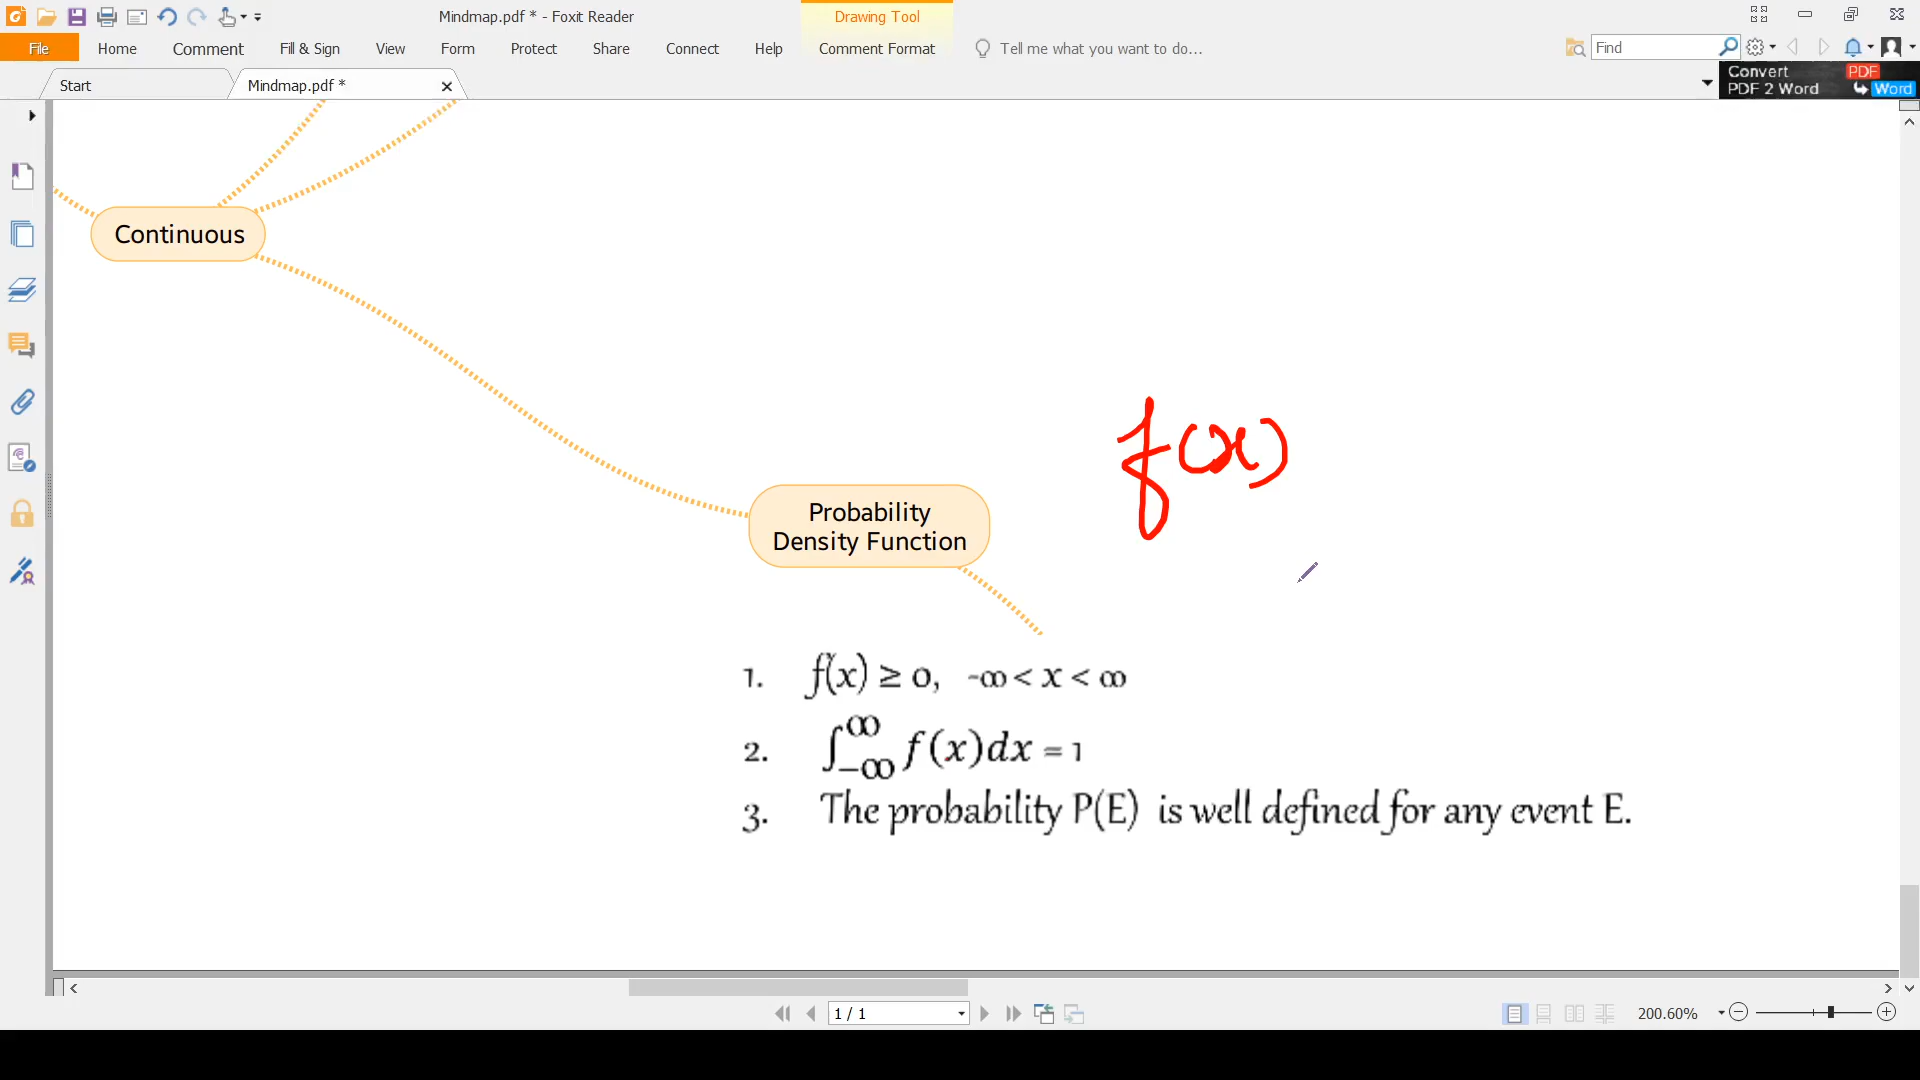 Mindmap.pdf * - Foxit Reader
Drawing Tool
File Home Comment Fill & Sign View Form Protect Share Connect Help Comment Format Tell me what you want to do... Find
Start Mindmap.pdf *
Convert PDF
PDF 2 Word Word
Continuous
f(x)
Probability
Density Function
1. f(x) ≥ 0, -∞ < x < ∞
2. ∫_{-∞}^{∞} f(x)dx = 1
3. The probability P(E) is well defined for any event E.
1 / 1
200.60%